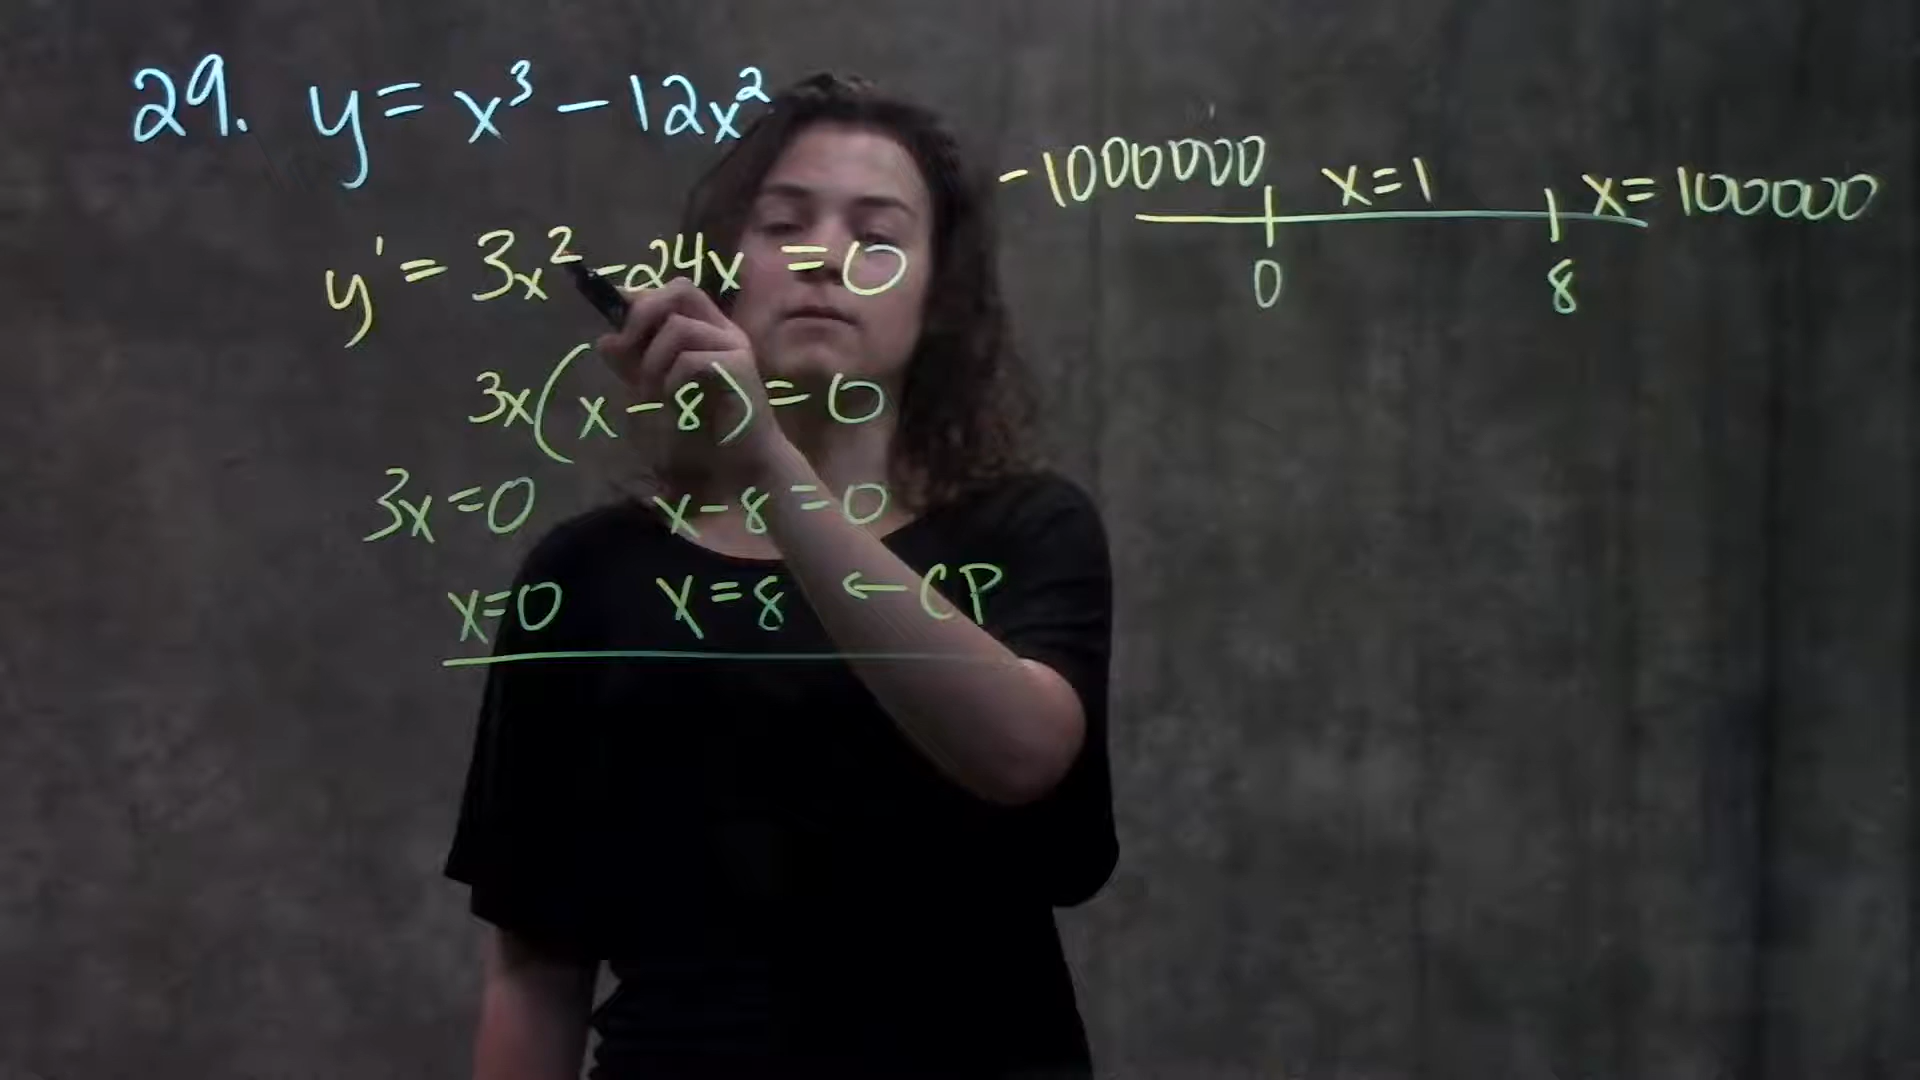 29. y = x³ - 12x²
y' = 3x² - 24x = 0
3x(x - 8) = 0
3x = 0 x - 8 = 0
x = 0 x = 8 ← CP
-1000000 x = 1 x = 100000
0 8